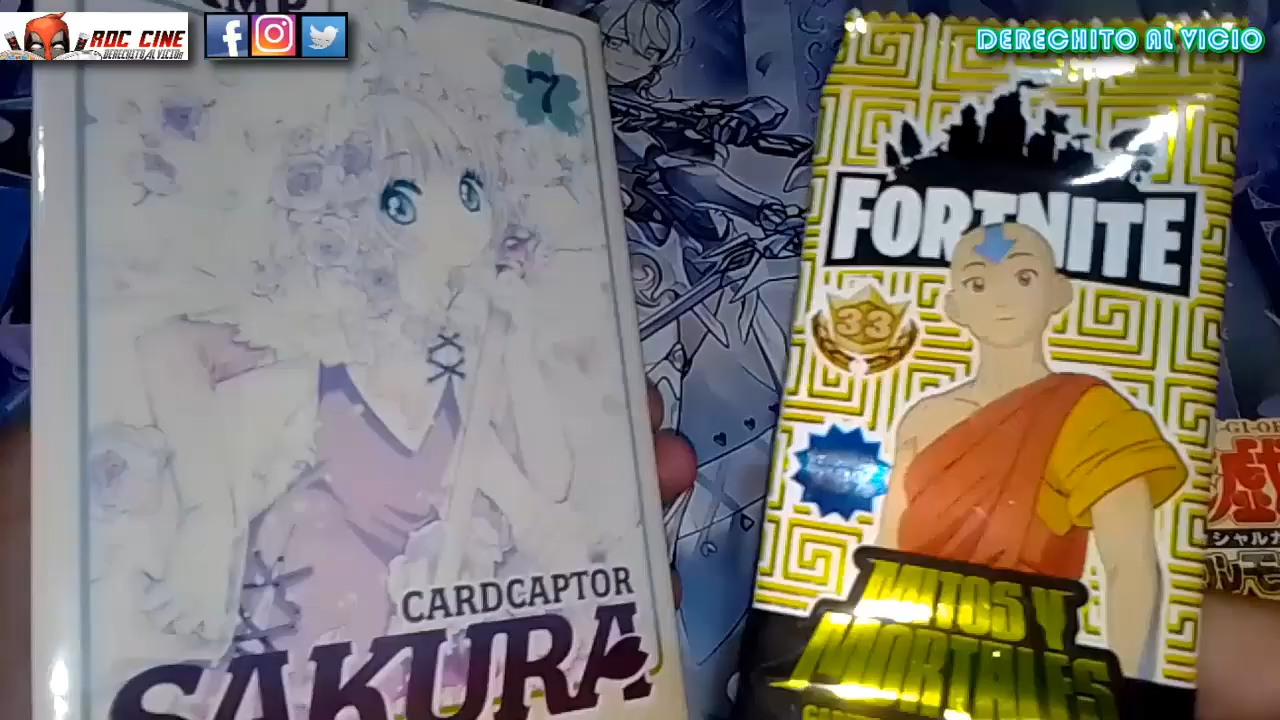 ROC CINE
DERECHITO AL VICIO
DERECHITO AL VICIO
7
CARDCAPTOR
SAKURA
FORTNITE
33
MITOS Y
MORTALES